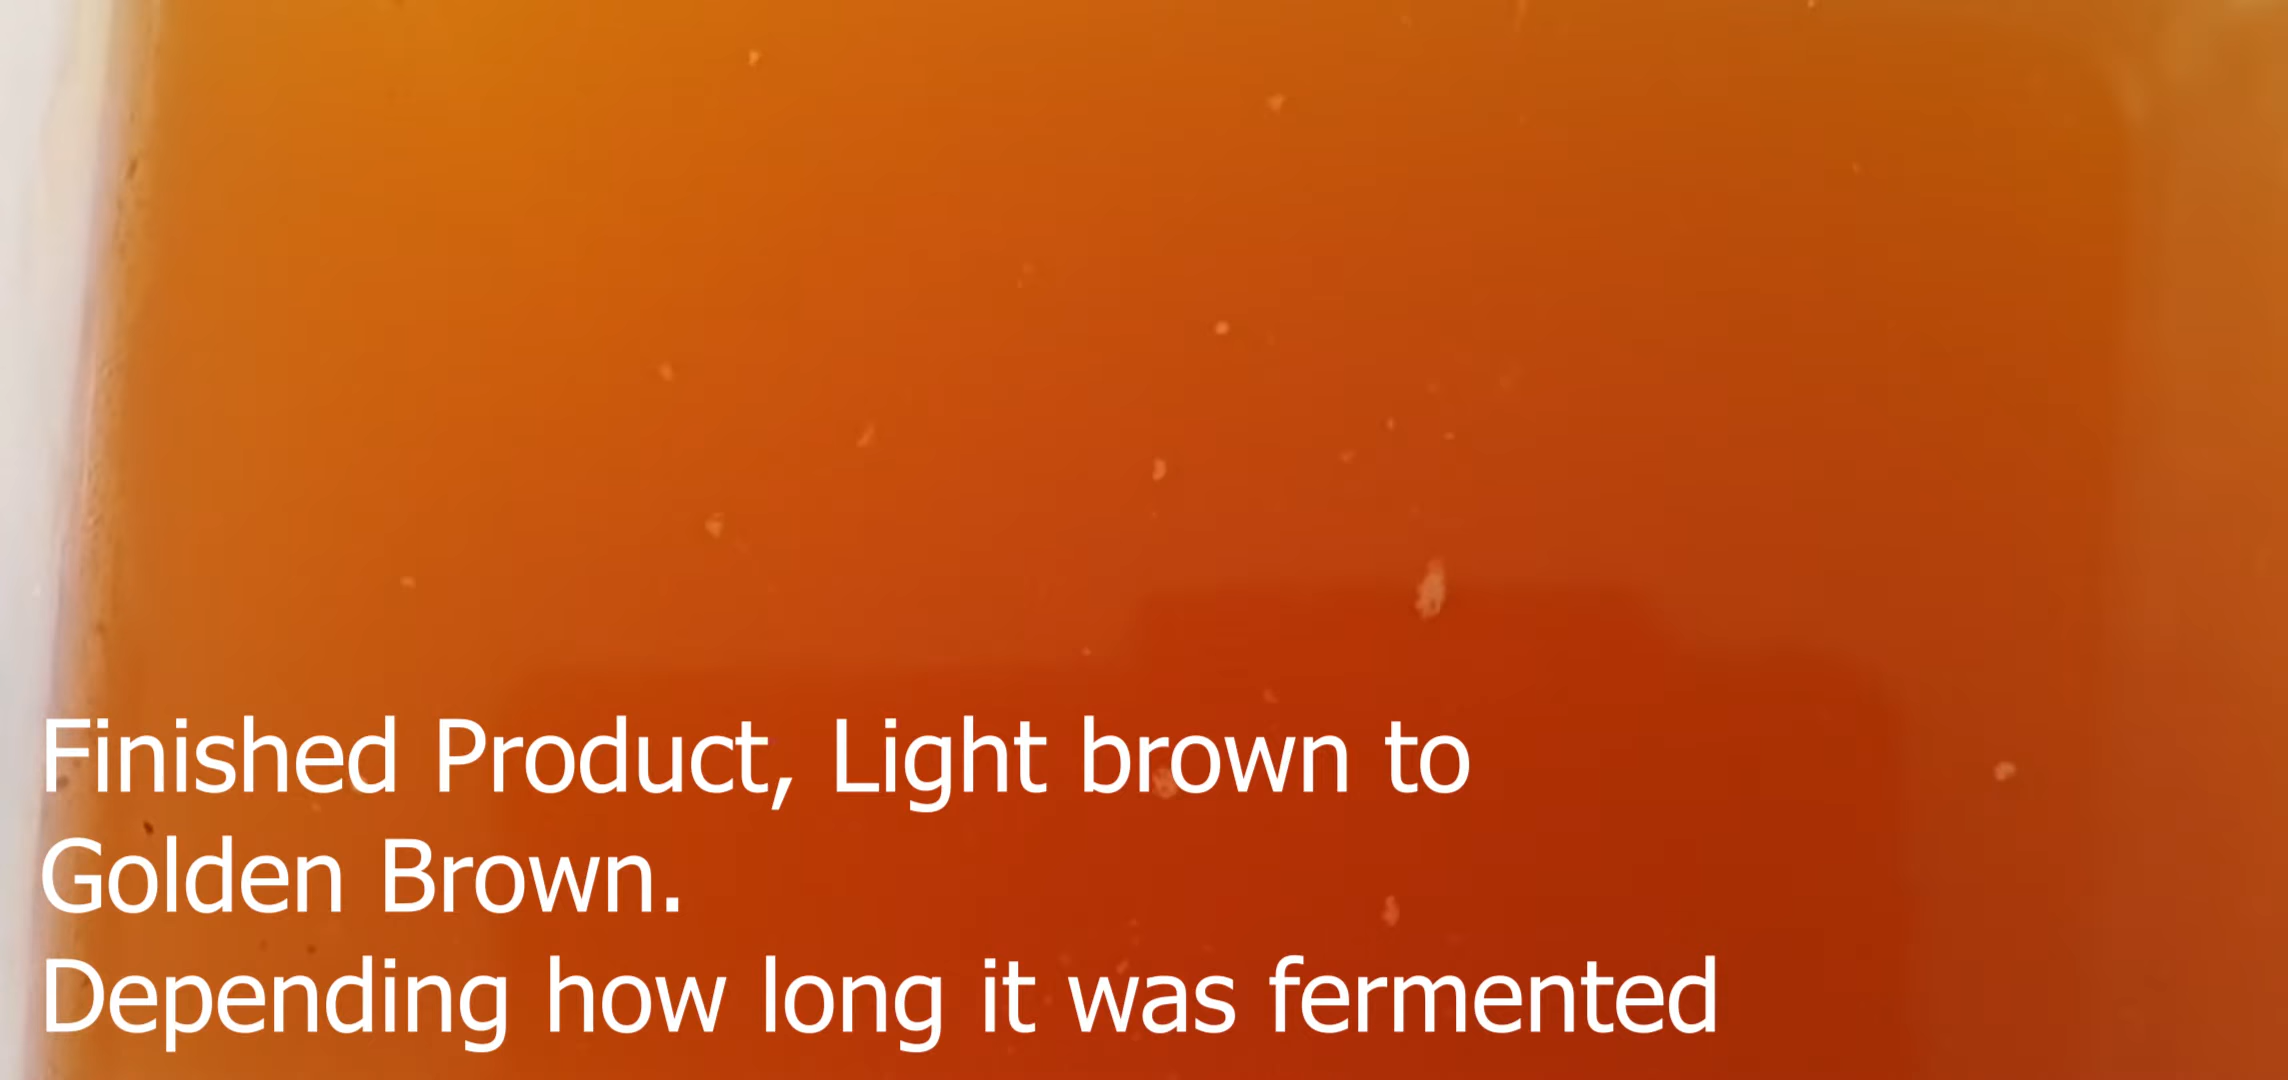 Finished Product, Light brown to
Golden Brown.
Depending how long it was fermented